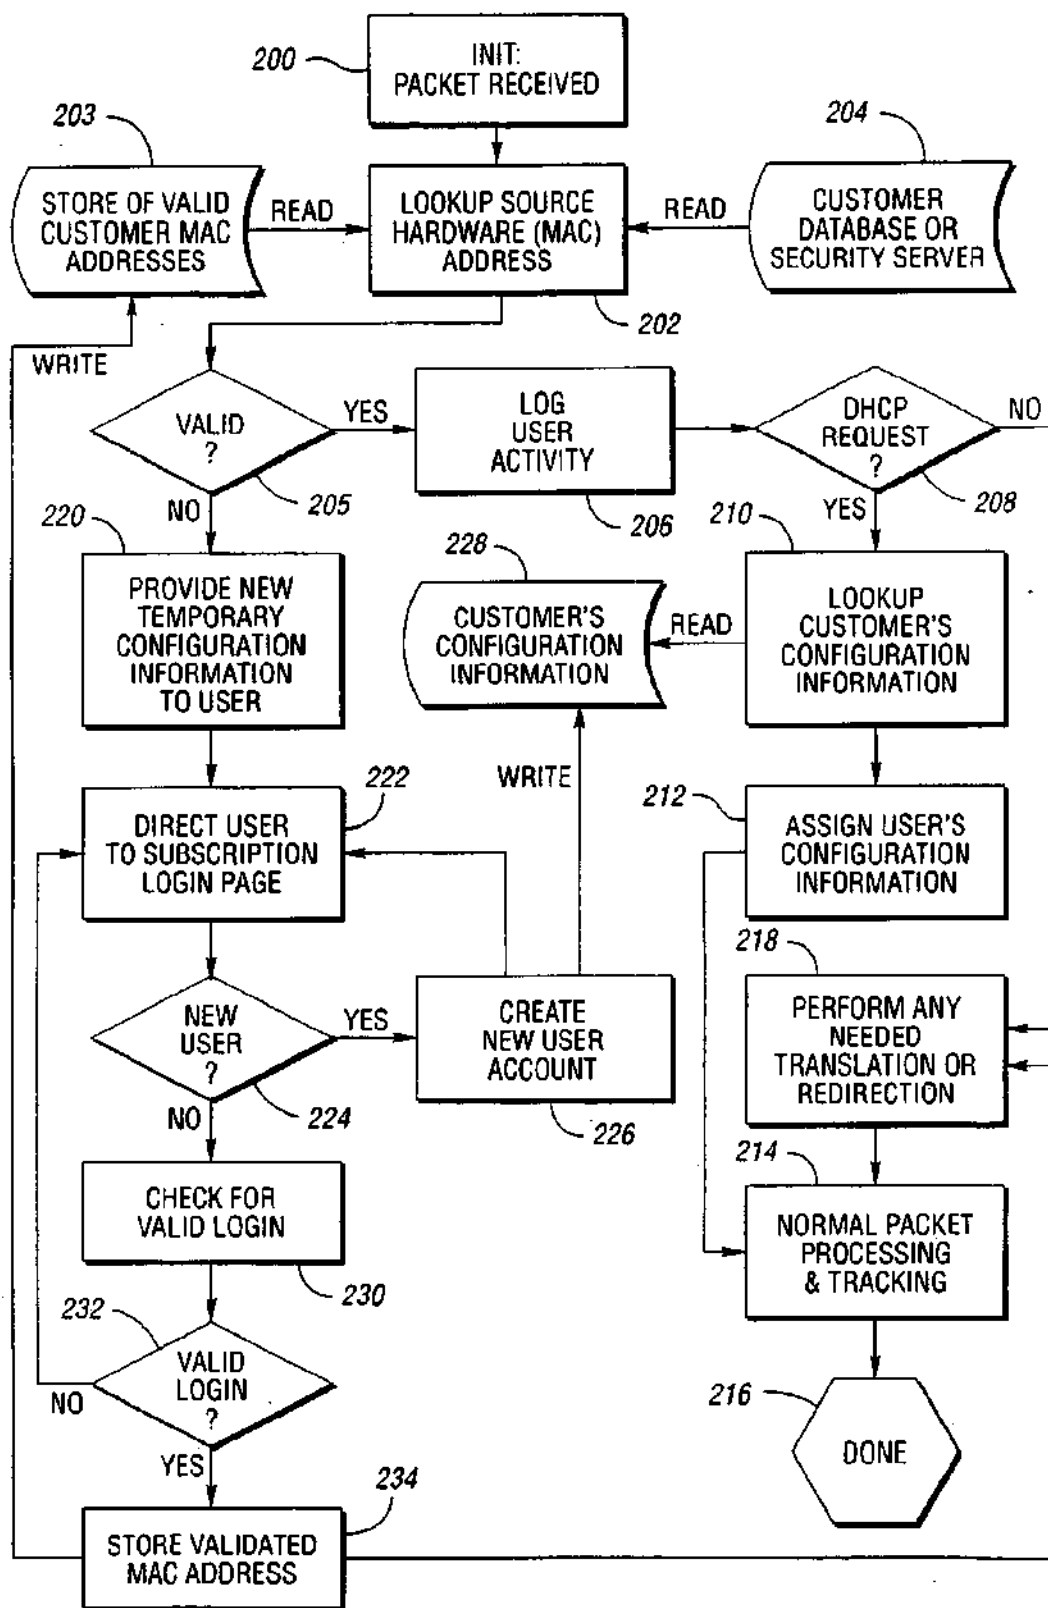 200
INIT:
PACKET RECEIVED
203
STORE OF VALID
CUSTOMER MAC
ADDRESSES
READ
LOOKUP SOURCE
HARDWARE (MAC)
ADDRESS
202
READ
204
CUSTOMER
DATABASE OR
SECURITY SERVER
WRITE
VALID
?
205
YES
NO
LOG
USER
ACTIVITY
206
DHCP
REQUEST
?
208
NO
YES
220
PROVIDE NEW
TEMPORARY
CONFIGURATION
INFORMATION
TO USER
228
CUSTOMER'S
CONFIGURATION
INFORMATION
READ
210
LOOKUP
CUSTOMER'S
CONFIGURATION
INFORMATION
WRITE
222
DIRECT USER
TO SUBSCRIPTION
LOGIN PAGE
212
ASSIGN USER'S
CONFIGURATION
INFORMATION
NEW
USER
?
224
YES
NO
CREATE
NEW USER
ACCOUNT
226
218
PERFORM ANY
NEEDED
TRANSLATION OR
REDIRECTION
CHECK FOR
VALID LOGIN
230
214
NORMAL PACKET
PROCESSING
& TRACKING
232
VALID
LOGIN
?
NO
YES
216
DONE
234
STORE VALIDATED
MAC ADDRESS